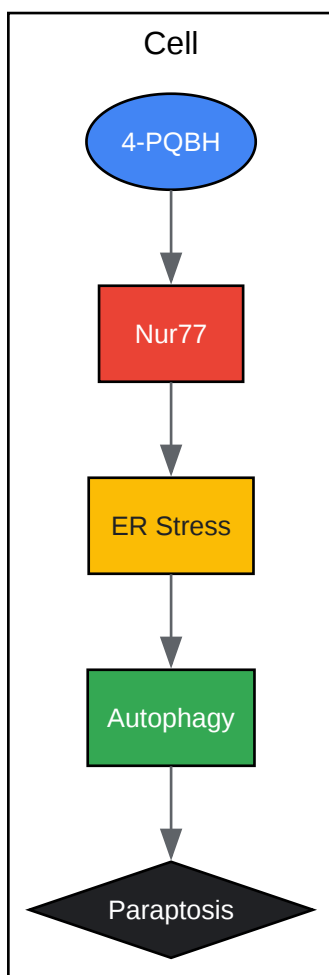 Cell
4-PQBH
Nur77
ER Stress
Autophagy
Paraptosis